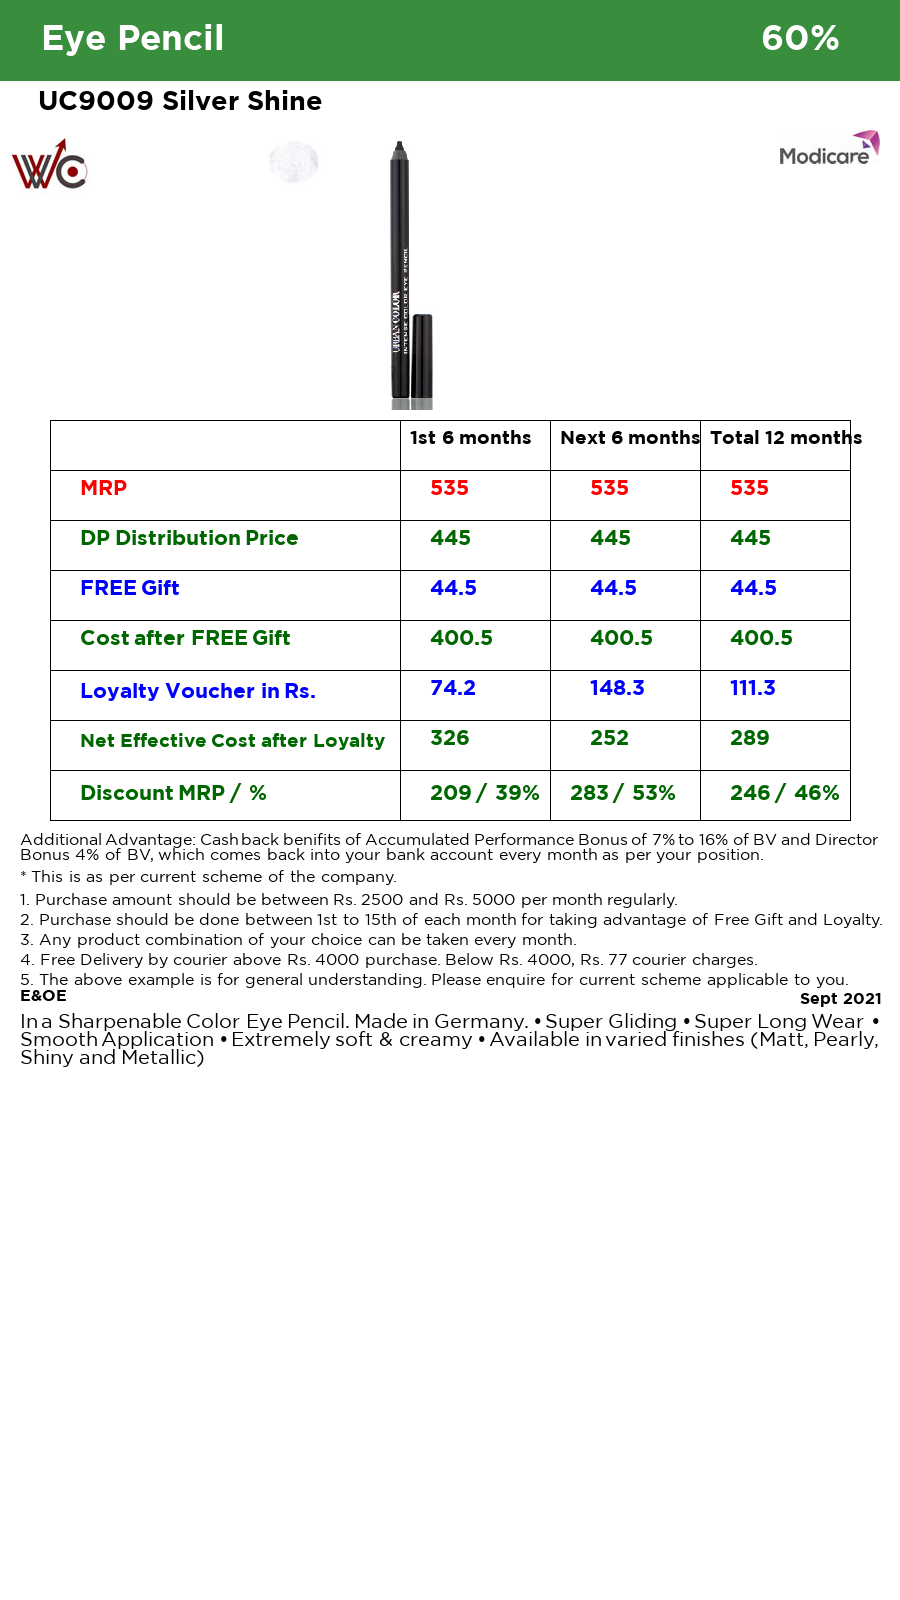 Eye Pencil 60%
UC9009 Silver Shine
WC
Modicare
URBAN COLOR
INTENSE COLOR EYE PENCIL
1st 6 months Next 6 months Total 12 months
MRP 535 535 535
DP Distribution Price 445 445 445
FREE Gift 44.5 44.5 44.5
Cost after FREE Gift 400.5 400.5 400.5
Loyalty Voucher in Rs. 74.2 148.3 111.3
Net Effective Cost after Loyalty 326 252 289
Discount MRP / % 209 / 39% 283 / 53% 246 / 46%
Additional Advantage: Cash back benifits of Accumulated Performance Bonus of 7% to 16% of BV and Director
Bonus 4% of BV, which comes back into your bank account every month as per your position.
* This is as per current scheme of the company.
1. Purchase amount should be between Rs. 2500 and Rs. 5000 per month regularly.
2. Purchase should be done between 1st to 15th of each month for taking advantage of Free Gift and Loyalty.
3. Any product combination of your choice can be taken every month.
4. Free Delivery by courier above Rs. 4000 purchase. Below Rs. 4000, Rs. 77 courier charges.
5. The above example is for general understanding. Please enquire for current scheme applicable to you.
E&OE Sept 2021
In a Sharpenable Color Eye Pencil. Made in Germany. • Super Gliding • Super Long Wear •
Smooth Application • Extremely soft & creamy • Available in varied finishes (Matt, Pearly,
Shiny and Metallic)